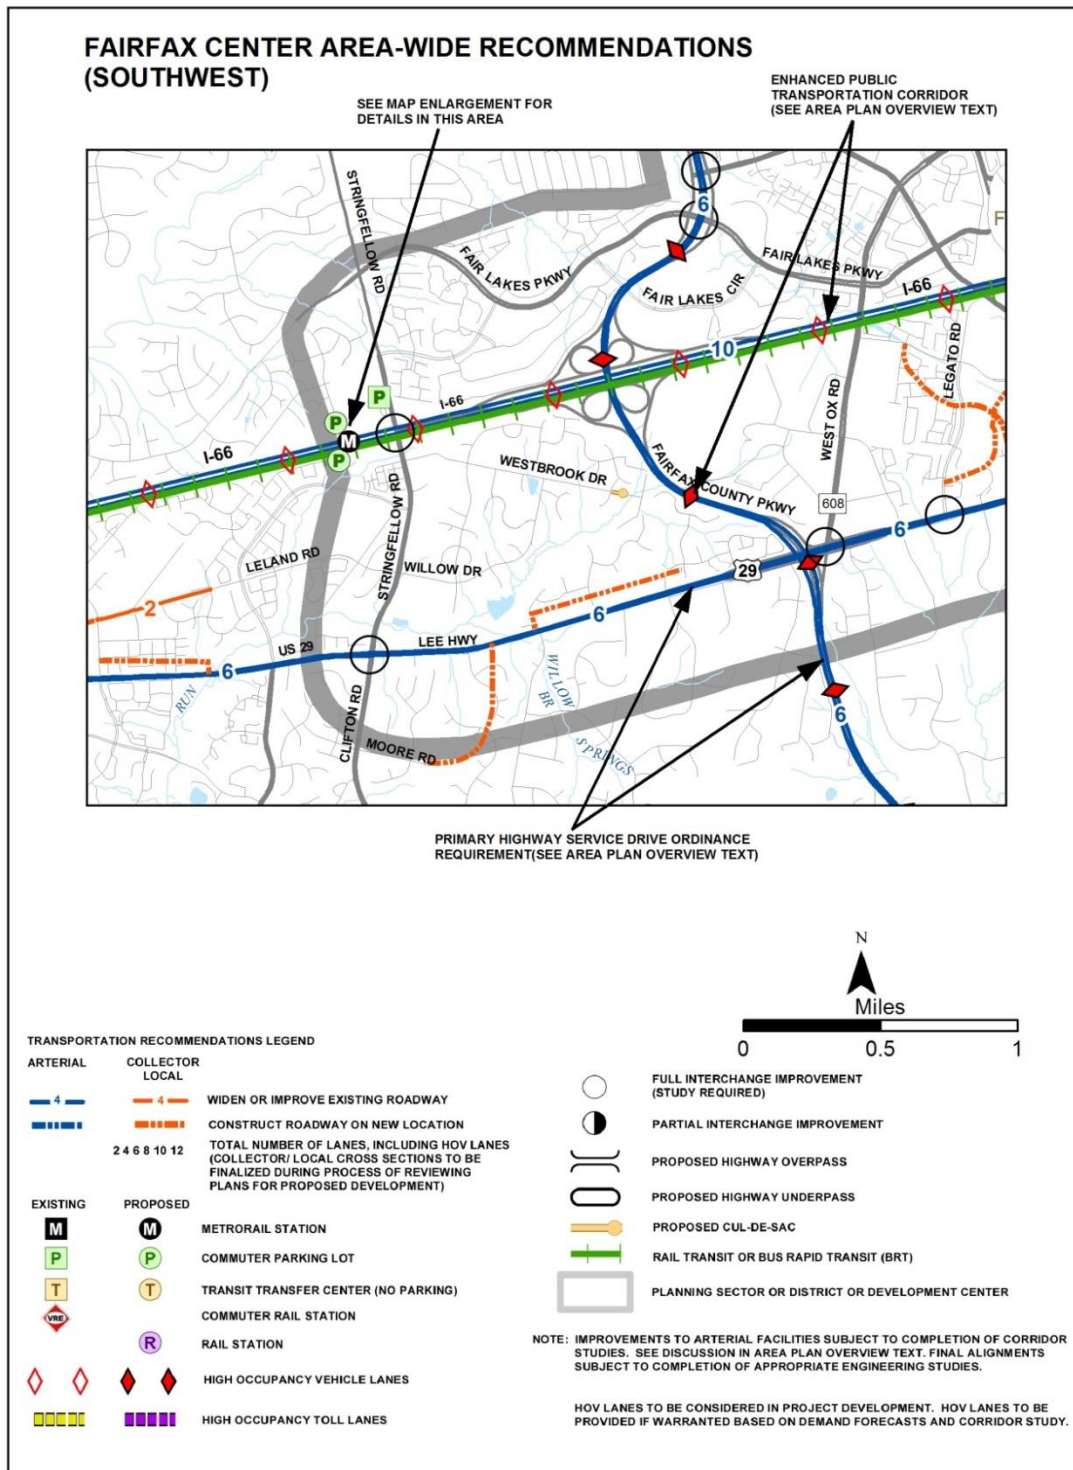 FAIRFAX CENTER AREA-WIDE RECOMMENDATIONS
(SOUTHWEST)
SEE MAP ENLARGEMENT FOR
DETAILS IN THIS AREA
ENHANCED PUBLIC
TRANSPORTATION CORRIDOR
(SEE AREA PLAN OVERVIEW TEXT)
STRINGFELLOW RD
6
FAIR LAKES PKWY
FAIR LAKES PKWY
F
FAIR LAKES CIR
I-66
10
LEGATO RD
WEST OX RD
P
I-66
P
M
P
I-66
WESTBROOK DR
FAIRFAX COUNTY PKWY
608
STRINGFELLOW RD
6
LELAND RD
WILLOW DR
29
2
6
US 29
LEE HWY
6
RUN
WILLOW
BR
SPRINGS
CLIFTON RD
MOORE RD
6
PRIMARY HIGHWAY SERVICE DRIVE ORDINANCE
REQUIREMENT(SEE AREA PLAN OVERVIEW TEXT)
N
Miles
0 0.5 1
TRANSPORTATION RECOMMENDATIONS LEGEND
ARTERIAL COLLECTOR
LOCAL
4 4 WIDEN OR IMPROVE EXISTING ROADWAY
CONSTRUCT ROADWAY ON NEW LOCATION
2 4 6 8 10 12 TOTAL NUMBER OF LANES, INCLUDING HOV LANES
(COLLECTOR/ LOCAL CROSS SECTIONS TO BE
FINALIZED DURING PROCESS OF REVIEWING
PLANS FOR PROPOSED DEVELOPMENT)
EXISTING PROPOSED
M M METRORAIL STATION
P P COMMUTER PARKING LOT
T T TRANSIT TRANSFER CENTER (NO PARKING)
VRE COMMUTER RAIL STATION
R RAIL STATION
HIGH OCCUPANCY VEHICLE LANES
HIGH OCCUPANCY TOLL LANES
FULL INTERCHANGE IMPROVEMENT
(STUDY REQUIRED)
PARTIAL INTERCHANGE IMPROVEMENT
PROPOSED HIGHWAY OVERPASS
PROPOSED HIGHWAY UNDERPASS
PROPOSED CUL-DE-SAC
RAIL TRANSIT OR BUS RAPID TRANSIT (BRT)
PLANNING SECTOR OR DISTRICT OR DEVELOPMENT CENTER
NOTE: IMPROVEMENTS TO ARTERIAL FACILITIES SUBJECT TO COMPLETION OF CORRIDOR
STUDIES. SEE DISCUSSION IN AREA PLAN OVERVIEW TEXT. FINAL ALIGNMENTS
SUBJECT TO COMPLETION OF APPROPRIATE ENGINEERING STUDIES.
HOV LANES TO BE CONSIDERED IN PROJECT DEVELOPMENT. HOV LANES TO BE
PROVIDED IF WARRANTED BASED ON DEMAND FORECASTS AND CORRIDOR STUDY.